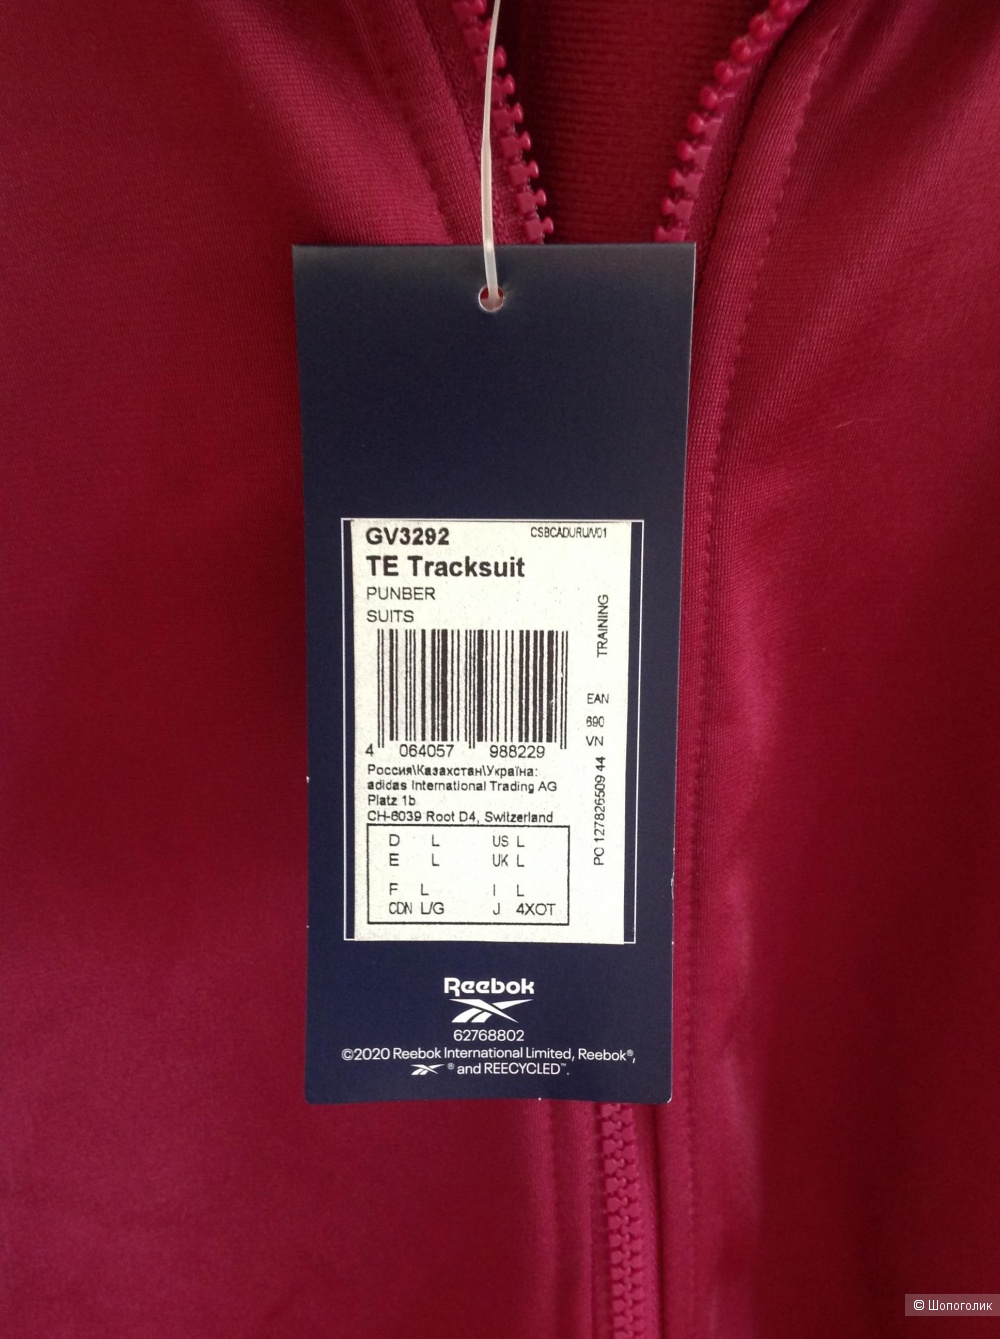 GV3292
CSBCADURUV01
TE Tracksuit
PUNBER
SUITS
TRAINING
EAN
690
VN
4 064057 988229
PO 127826509 44
Россия\Казахстан\Україна:
adidas International Trading AG
Platz 1b
CH-6039 Root D4, Switzerland
D L US L
E L UK L
F L I L
CDN L/G J 4XOT
Reebok
62768802
©2020 Reebok International Limited, Reebok®,
® and REECYCLED™.
© Шопоголик